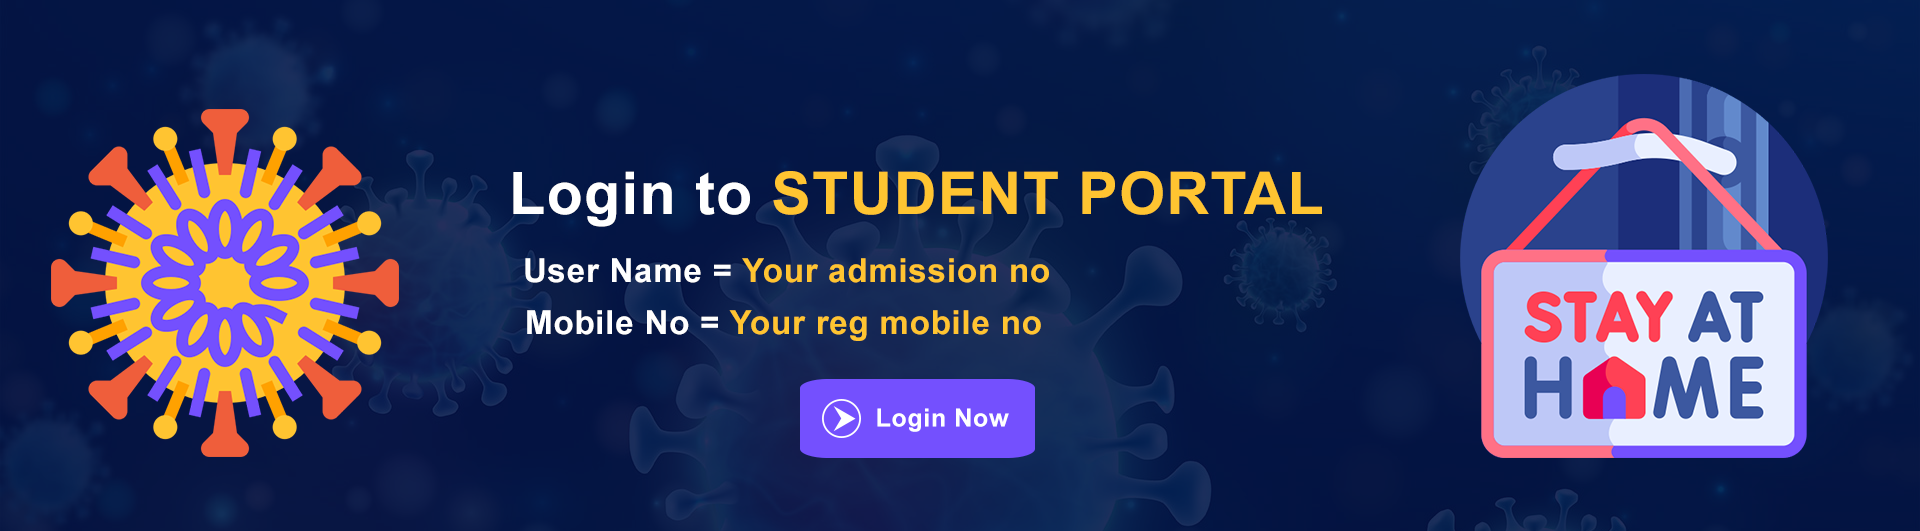 Login to STUDENT PORTAL
User Name = Your admission no
Mobile No = Your reg mobile no
Login Now
STAY AT
HOME